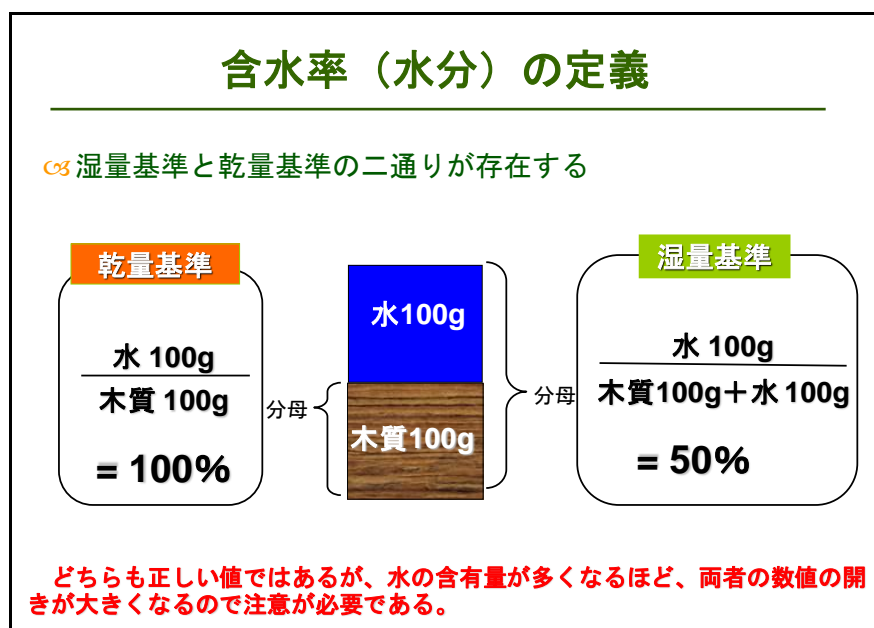 含水率（水分）の定義
湿量基準と乾量基準の二通りが存在する
乾量基準
水 100g
木質 100g
= 100%
分母
水100g
木質100g
分母
湿量基準
水 100g
木質100g＋水 100g
= 50%
どちらも正しい値ではあるが、水の含有量が多くなるほど、両者の数値の開
きが大きくなるので注意が必要である。